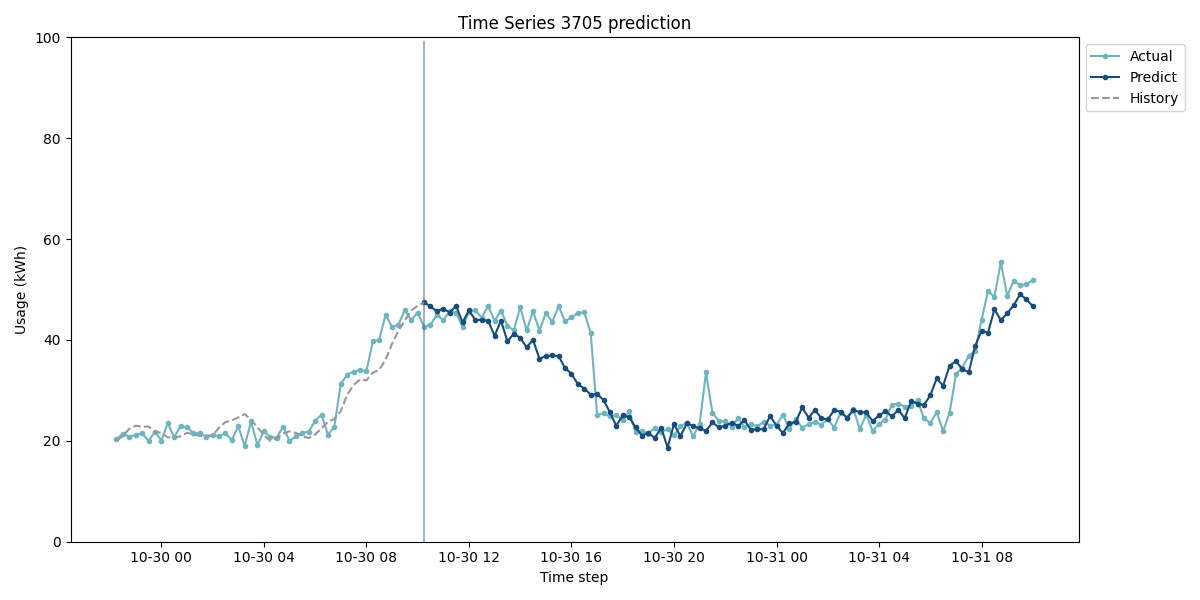 Time Series 3705 prediction
100
80
60
40
20
0
Usage (kWh)
10-30 00
10-30 04
10-30 08
10-30 12
10-30 16
10-30 20
10-31 00
10-31 04
10-31 08
Time step
Actual
Predict
History